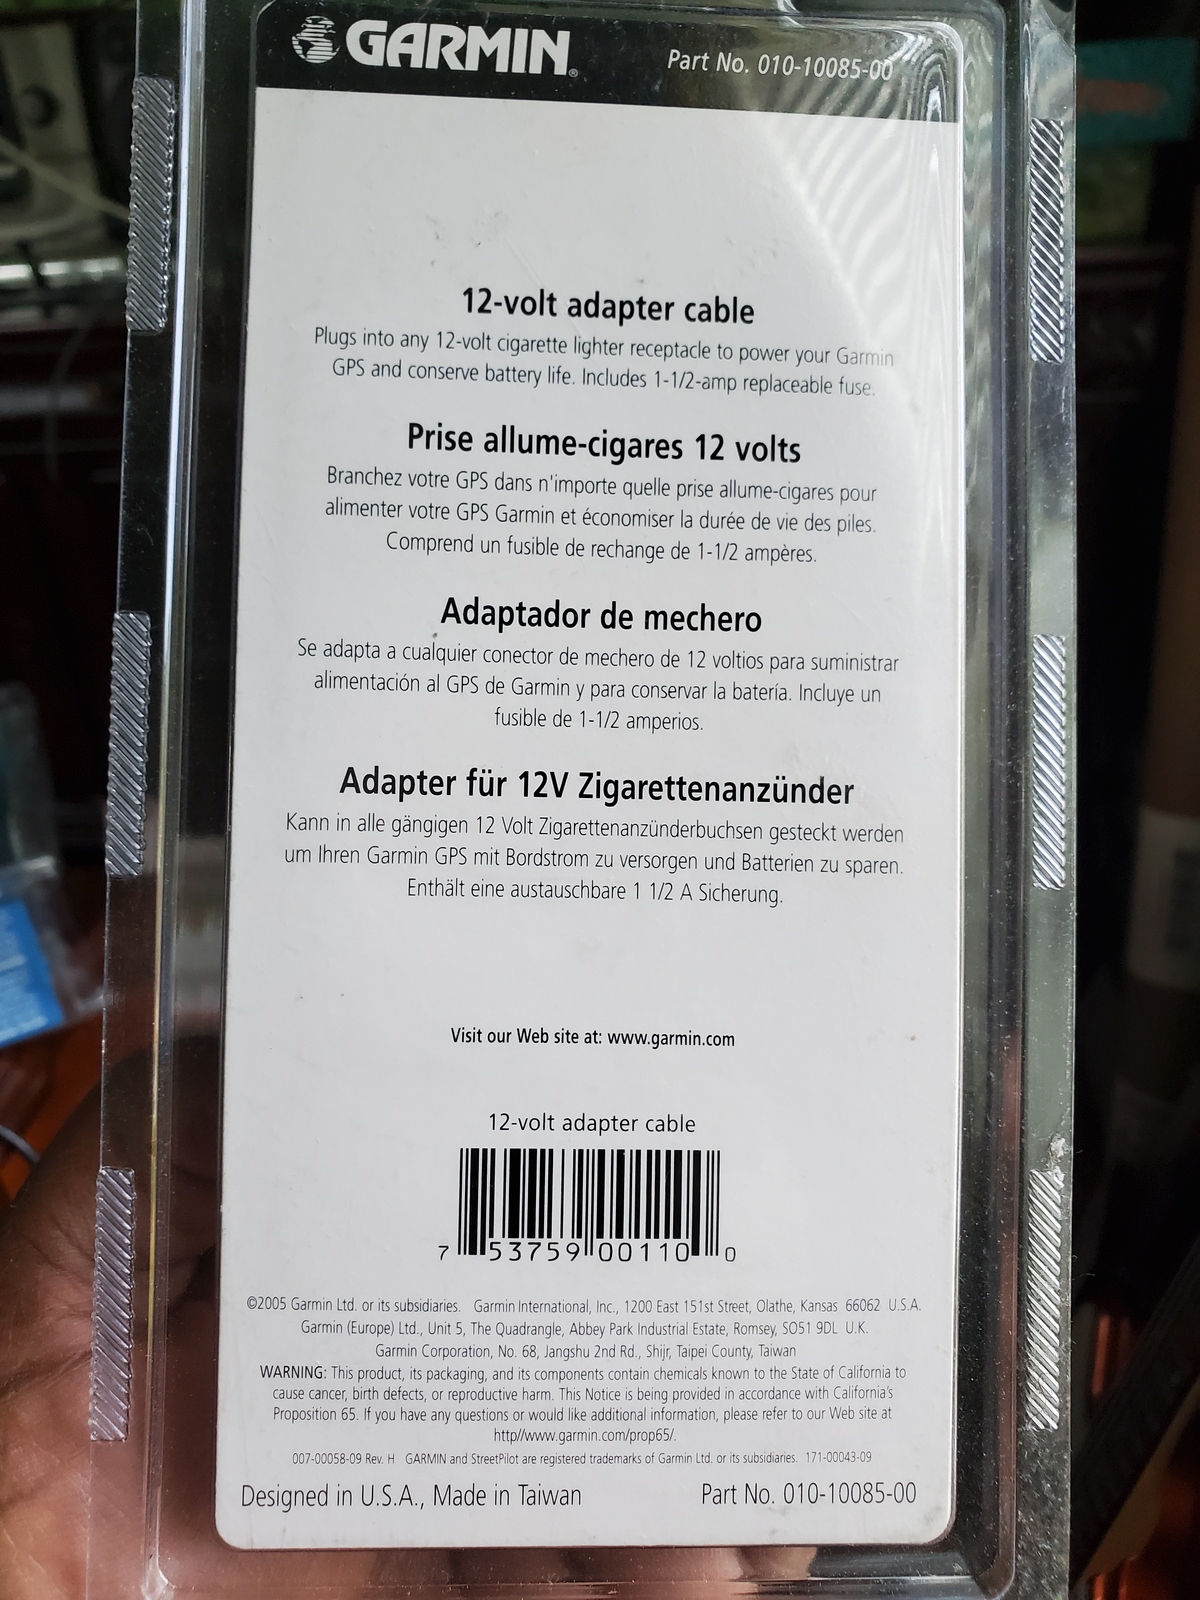 GARMIN®
Part No. 010-10085-00
12-volt adapter cable
Plugs into any 12-volt cigarette lighter receptacle to power your Garmin
GPS and conserve battery life. Includes 1-1/2-amp replaceable fuse.
Prise allume-cigares 12 volts
Branchez votre GPS dans n'importe quelle prise allume-cigares pour
alimenter votre GPS Garmin et économiser la durée de vie des piles.
Comprend un fusible de rechange de 1-1/2 ampères.
Adaptador de mechero
Se adapta a cualquier conector de mechero de 12 voltios para suministrar
alimentación al GPS de Garmin y para conservar la batería. Incluye un
fusible de 1-1/2 amperios.
Adapter für 12V Zigarettenanzünder
Kann in alle gängigen 12 Volt Zigarettenanzünderbuchsen gesteckt werden
um Ihren Garmin GPS mit Bordstrom zu versorgen und Batterien zu sparen.
Enthält eine austauschbare 1 1/2 A Sicherung.
Visit our Web site at: www.garmin.com
12-volt adapter cable
7 53759 00110 0
©2005 Garmin Ltd. or its subsidiaries. Garmin International, Inc., 1200 East 151st Street, Olathe, Kansas 66062 U.S.A.
Garmin (Europe) Ltd., Unit 5, The Quadrangle, Abbey Park Industrial Estate, Romsey, SO51 9DL U.K.
Garmin Corporation, No. 68, Jangshu 2nd Rd., Shijr, Taipei County, Taiwan
WARNING: This product, its packaging, and its components contain chemicals known to the State of California to
cause cancer, birth defects, or reproductive harm. This Notice is being provided in accordance with California's
Proposition 65. If you have any questions or would like additional information, please refer to our Web site at
http//www.garmin.com/prop65/.
007-00058-09 Rev. H GARMIN and StreetPilot are registered trademarks of Garmin Ltd. or its subsidiaries. 171-00043-09
Designed in U.S.A., Made in Taiwan
Part No. 010-10085-00